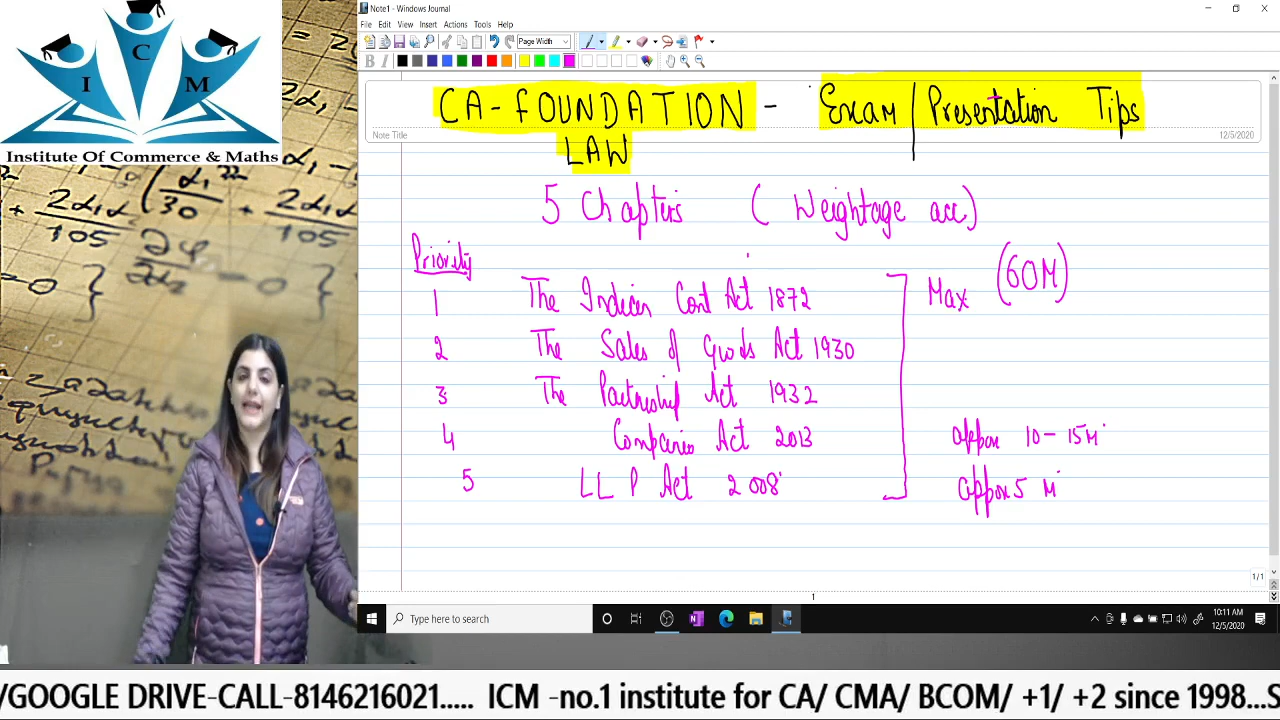 I C M
Institute Of Commerce & Maths
Note1 - Windows Journal
File Edit View Insert Actions Tools Help
Page Width
B I
CA-FOUNDATION - Exam | Presentation Tips
LAW
Note Title
12/5/2020
5 Chapters ( Weightage acc)
Priority
1 The Indian Cont Act 1872 Max (60M)
2 The Sales of Goods Act 1930
3 The Partnership Act 1932
4 Companies Act 2013 appox 10-15M
5 LLP Act 2008 appox 5 M
1/1
1
Type here to search
10:11 AM
12/5/2020
/GOOGLE DRIVE-CALL-8146216021..... ICM -no.1 institute for CA/ CMA/ BCOM/ +1/ +2 since 1998...S